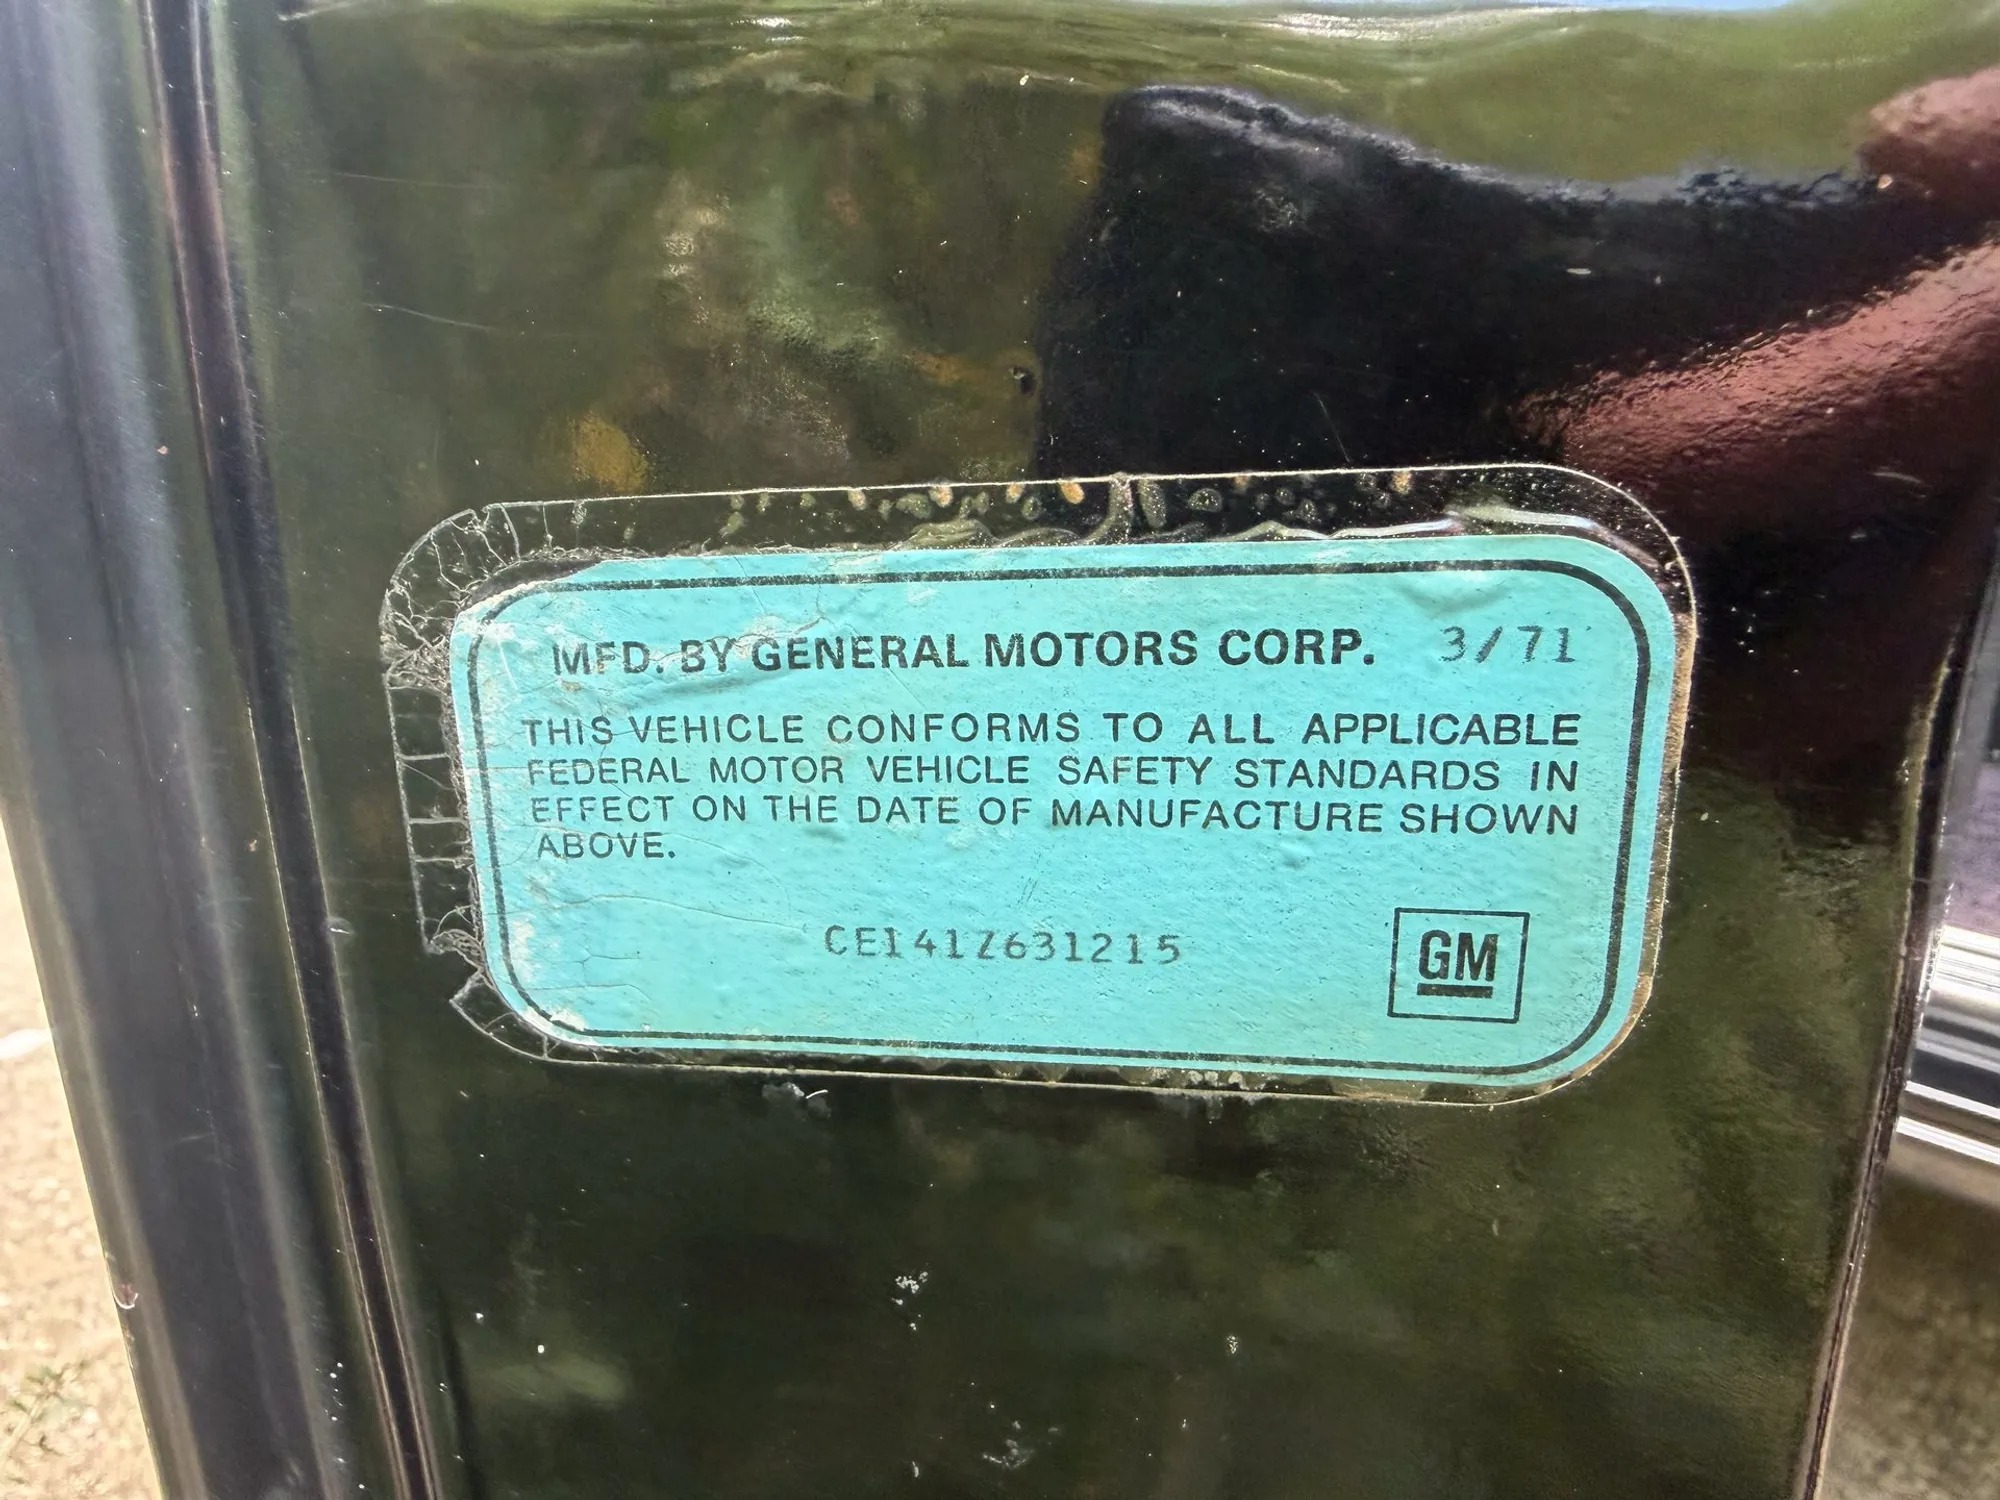 MFD. BY GENERAL MOTORS CORP. 3/71
THIS VEHICLE CONFORMS TO ALL APPLICABLE
FEDERAL MOTOR VEHICLE SAFETY STANDARDS IN
EFFECT ON THE DATE OF MANUFACTURE SHOWN
ABOVE.
CE141Z631215
GM